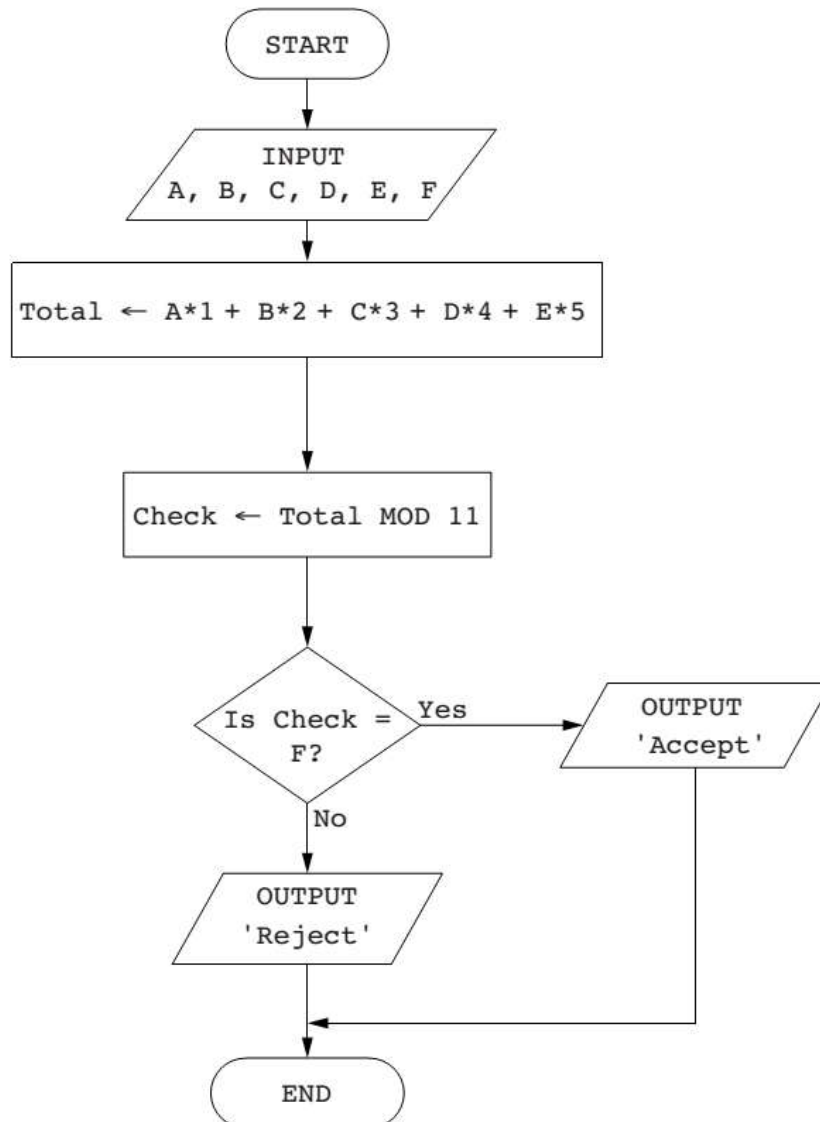 START
INPUT
A, B, C, D, E, F
Total ← A*1 + B*2 + C*3 + D*4 + E*5
Check ← Total MOD 11
Is Check =
F?
Yes
OUTPUT
'Accept'
No
OUTPUT
'Reject'
END